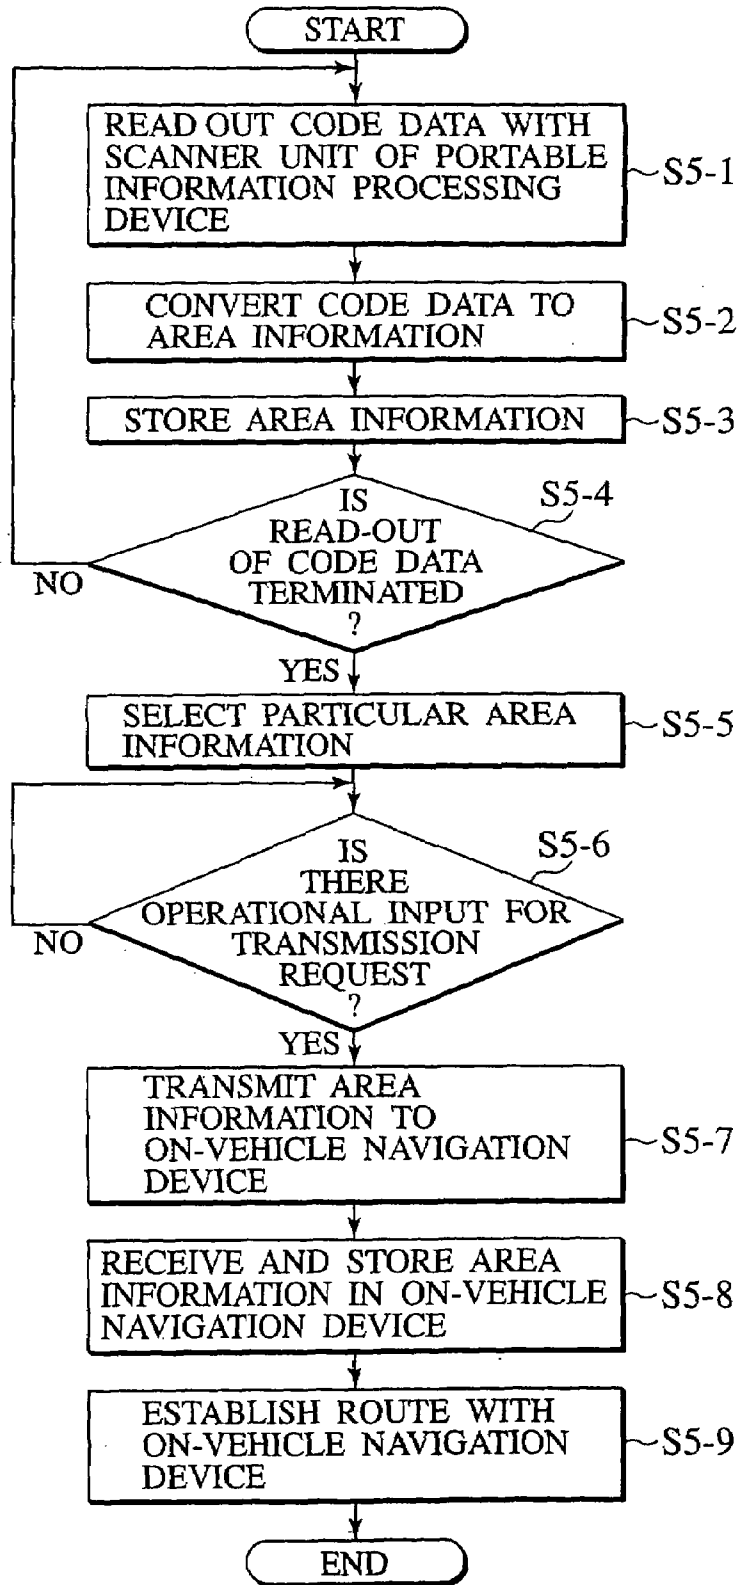 START
READ OUT CODE DATA WITH
SCANNER UNIT OF PORTABLE
INFORMATION PROCESSING
DEVICE
S5-1
CONVERT CODE DATA TO
AREA INFORMATION
S5-2
STORE AREA INFORMATION
S5-3
S5-4
IS
READ-OUT
OF CODE DATA
TERMINATED
?
NO
YES
SELECT PARTICULAR AREA
INFORMATION
S5-5
S5-6
IS
THERE
OPERATIONAL INPUT FOR
TRANSMISSION
REQUEST
?
NO
YES
TRANSMIT AREA
INFORMATION TO
ON-VEHICLE NAVIGATION
DEVICE
S5-7
RECEIVE AND STORE AREA
INFORMATION IN ON-VEHICLE
NAVIGATION DEVICE
S5-8
ESTABLISH ROUTE WITH
ON-VEHICLE NAVIGATION
DEVICE
S5-9
END